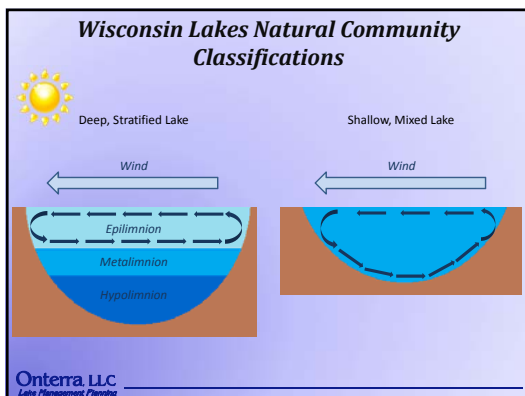 Wisconsin Lakes Natural Community
Classifications
Deep, Stratified Lake
Shallow, Mixed Lake
Wind
Wind
Epilimnion
Metalimnion
Hypolimnion
Onterra, LLC
Lake Management Planning